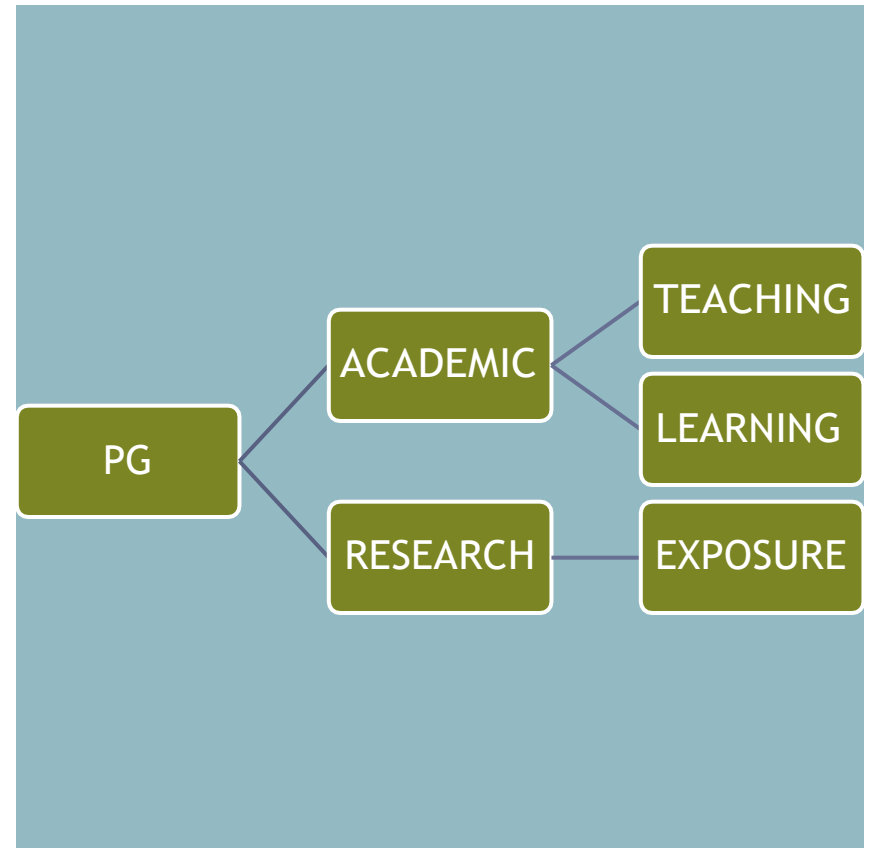 PG
ACADEMIC
RESEARCH
TEACHING
LEARNING
EXPOSURE